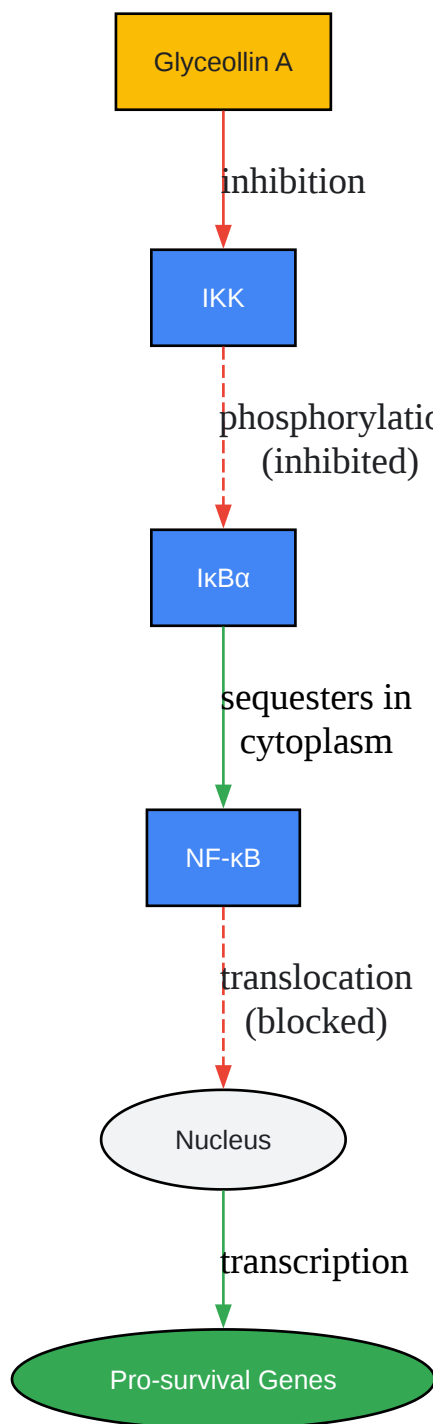 Glyceollin A
inhibition
IKK
phosphorylatio
(inhibited)
IκBα
sequesters in
cytoplasm
NF-κB
translocation
(blocked)
Nucleus
transcription
Pro-survival Genes